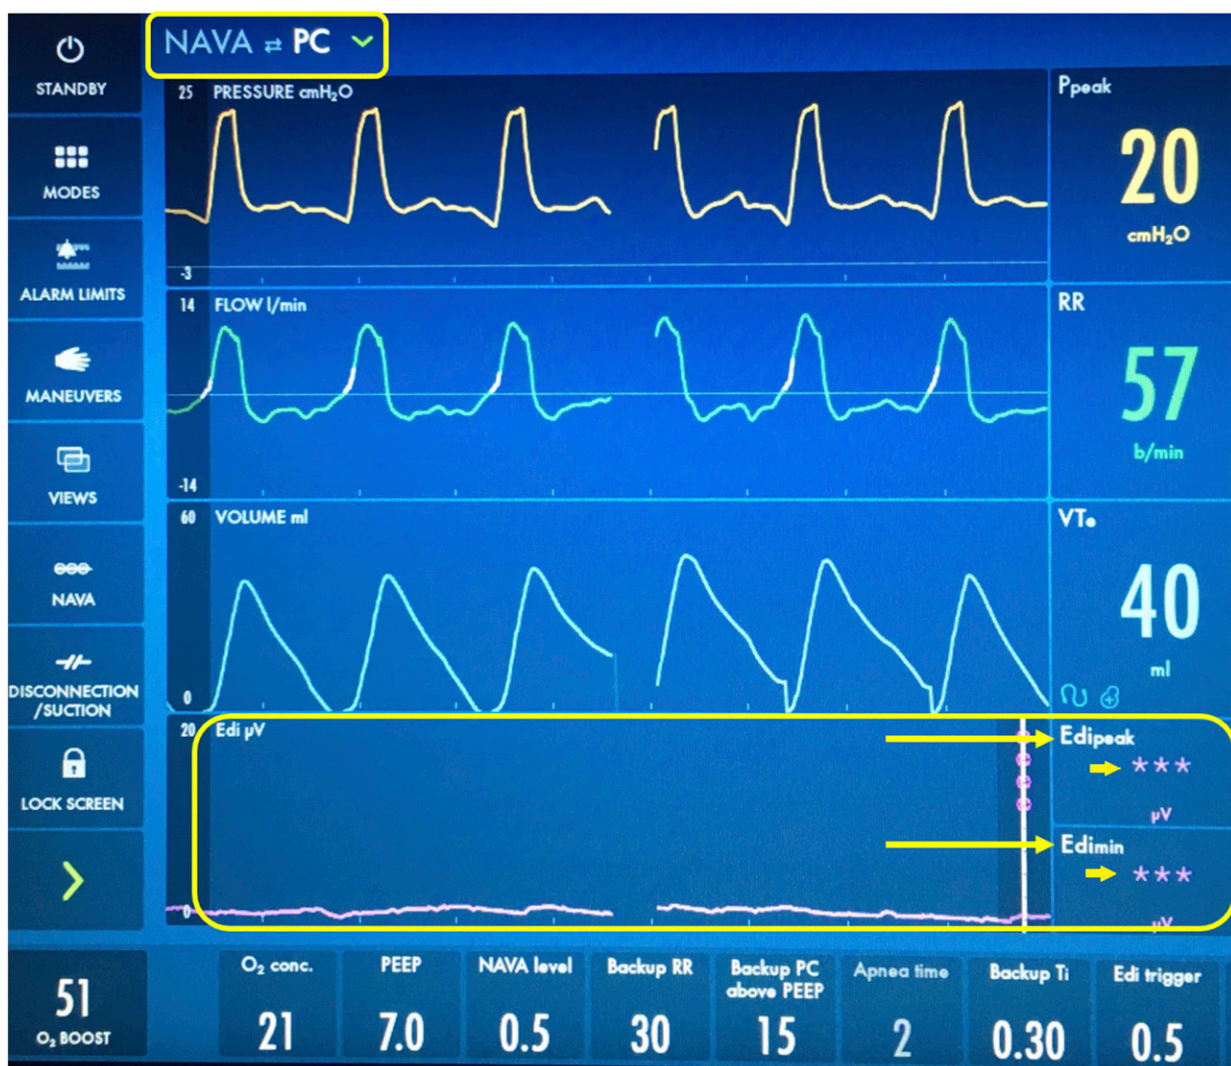 NAVA ⇄ PC
STANDBY
MODES
ALARM LIMITS
MANEUVERS
VIEWS
NAVA
DISCONNECTION
/SUCTION
LOCK SCREEN
25 PRESSURE cmH₂O
-3
Ppeak
20
cmH₂O
14 FLOW l/min
-14
RR
57
b/min
60 VOLUME ml
0
VTe
40
ml
20 Edi µV
0
Edipeak
***
µV
Edimin
***
µV
51
O₂ BOOST
O₂ conc.
21
PEEP
7.0
NAVA level
0.5
Backup RR
30
Backup PC
above PEEP
15
Apnea time
2
Backup Ti
0.30
Edi trigger
0.5